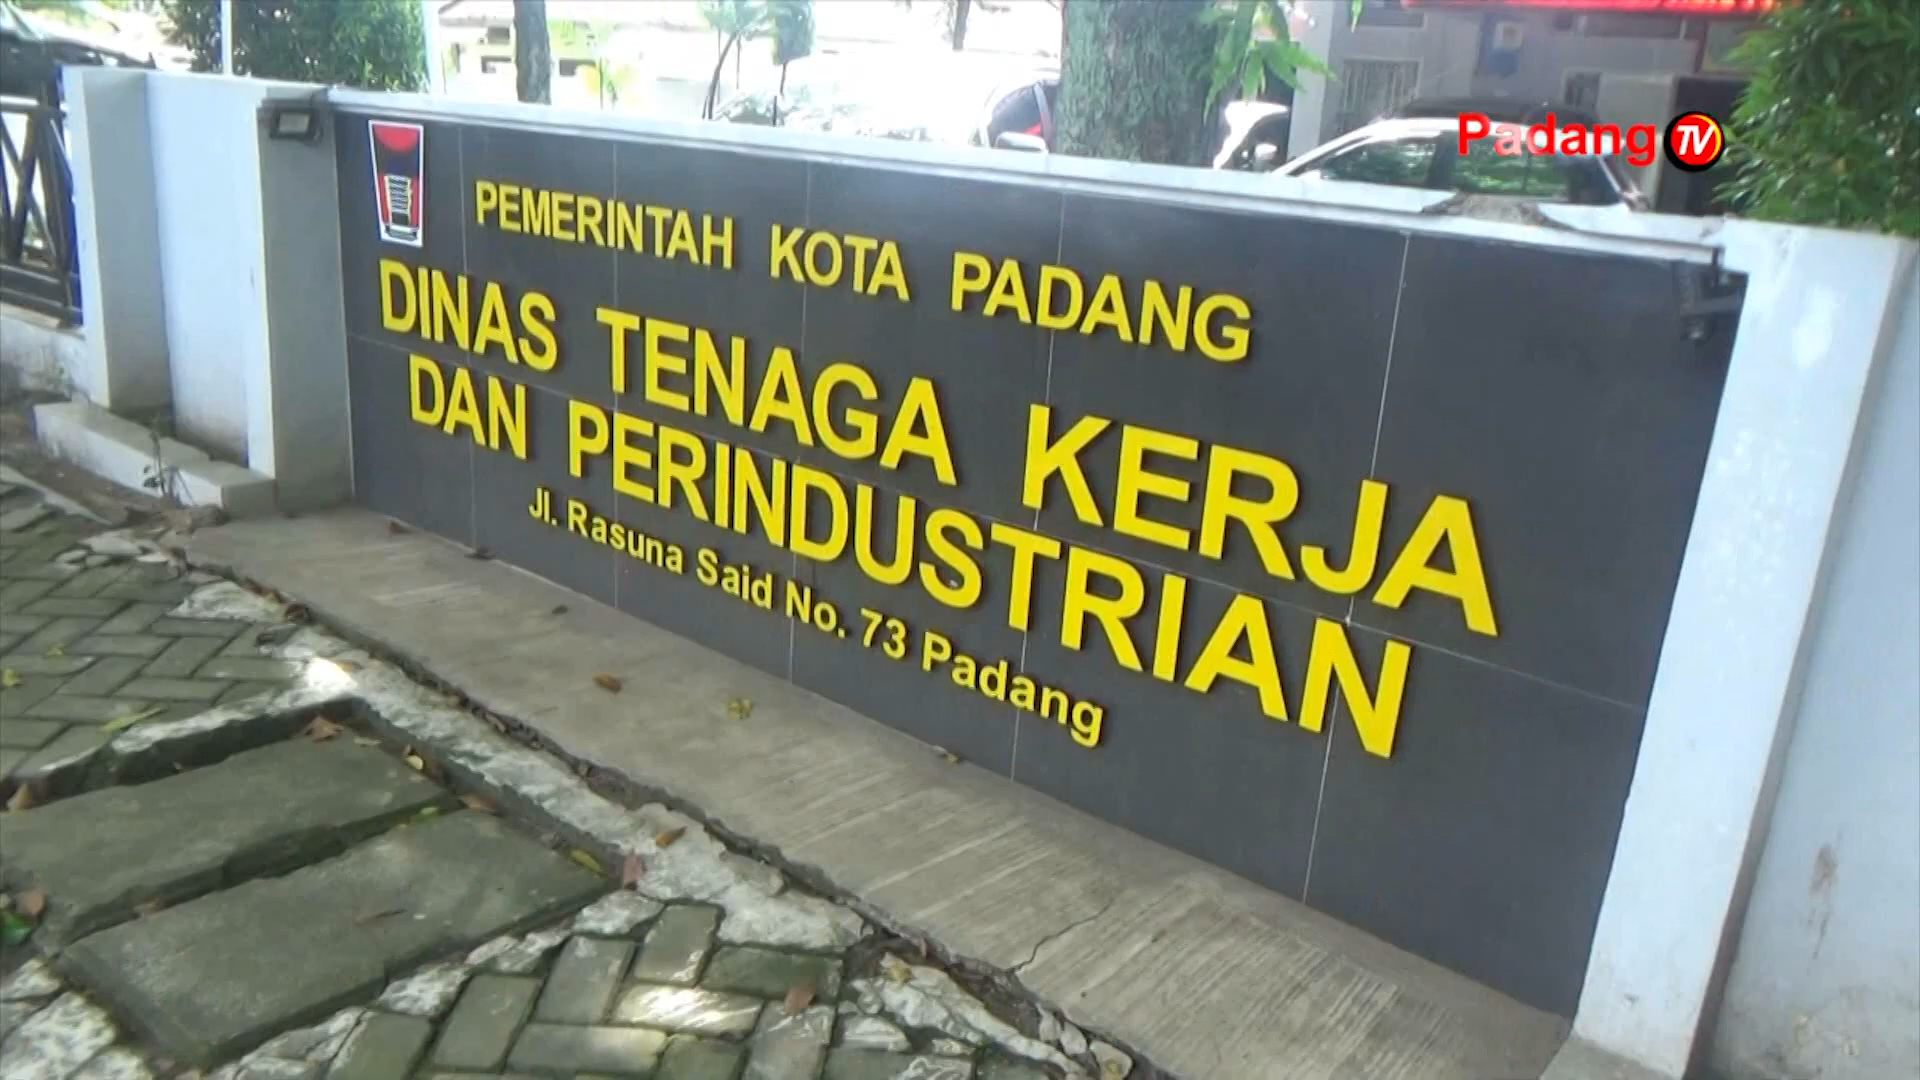 Padang TV
PEMERINTAH KOTA PADANG
DINAS TENAGA KERJA
DAN PERINDUSTRIAN
Jl. Rasuna Said No. 73 Padang